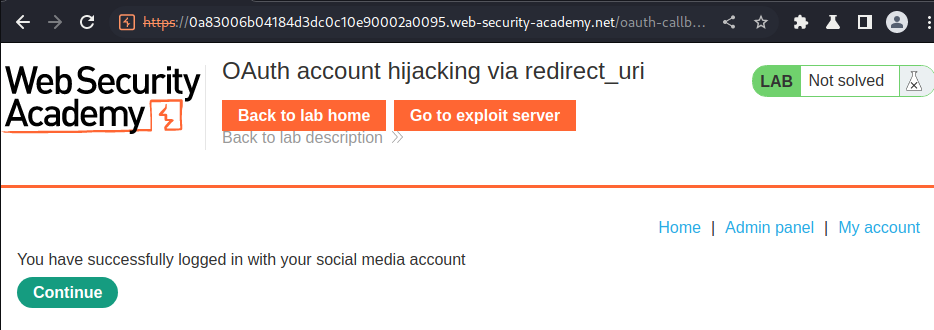 https://0a83006b04184d3dc0c10e90002a0095.web-security-academy.net/oauth-callb...
Web Security
Academy
OAuth account hijacking via redirect_uri
Back to lab home Go to exploit server
Back to lab description
LAB Not solved
Home | Admin panel | My account
You have successfully logged in with your social media account
Continue